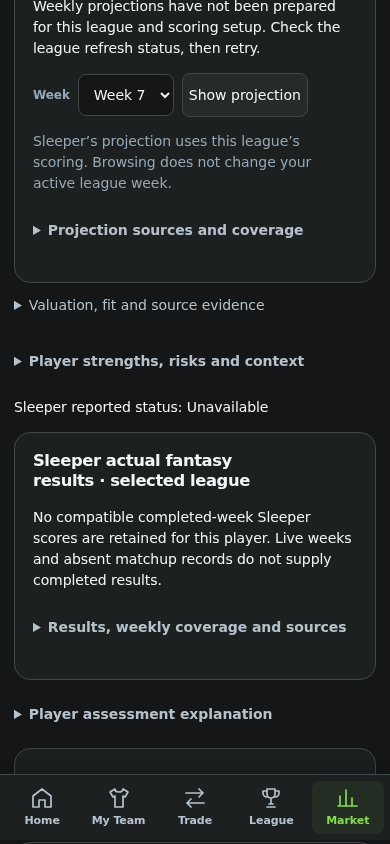 Weekly projections have not been prepared
for this league and scoring setup. Check the
league refresh status, then retry.
Week
Week 7
Show projection
Sleeper’s projection uses this league’s
scoring. Browsing does not change your
active league week.
Projection sources and coverage
Valuation, fit and source evidence
Player strengths, risks and context
Sleeper reported status: Unavailable
Sleeper actual fantasy
results · selected league
No compatible completed-week Sleeper
scores are retained for this player. Live weeks
and absent matchup records do not supply
completed results.
Results, weekly coverage and sources
Player assessment explanation
Home
My Team
Trade
League
Market